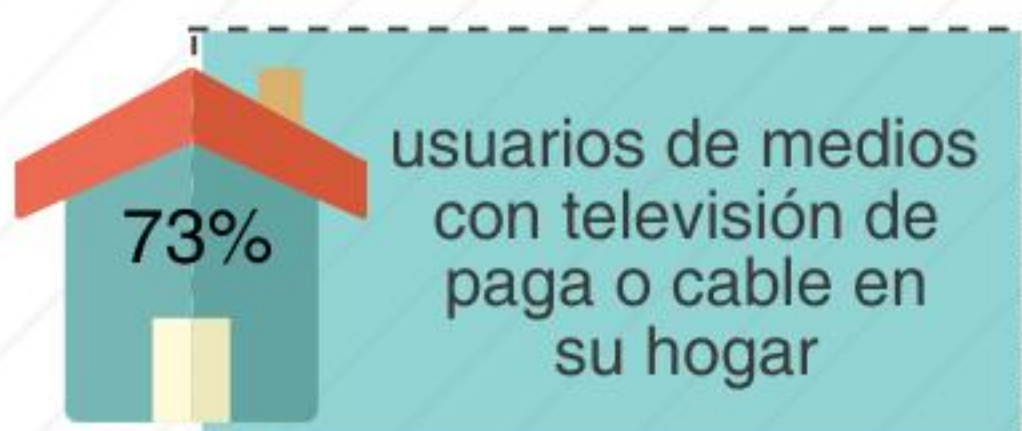 73%
usuarios de medios
con televisión de
paga o cable en
su hogar